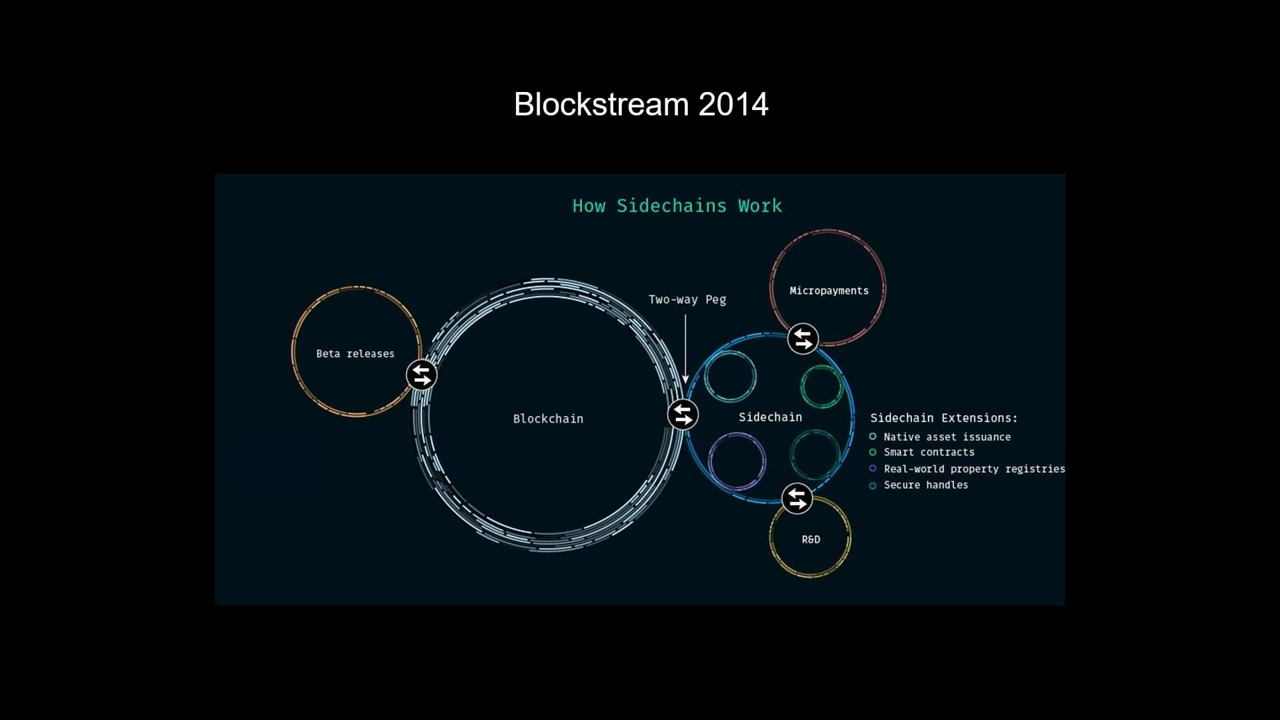 Blockstream 2014
How Sidechains Work
Micropayments
Two-way Peg
Beta releases
Blockchain
Sidechain
Sidechain Extensions:
Native asset issuance
Smart contracts
Real-world property registries
Secure handles
R&D